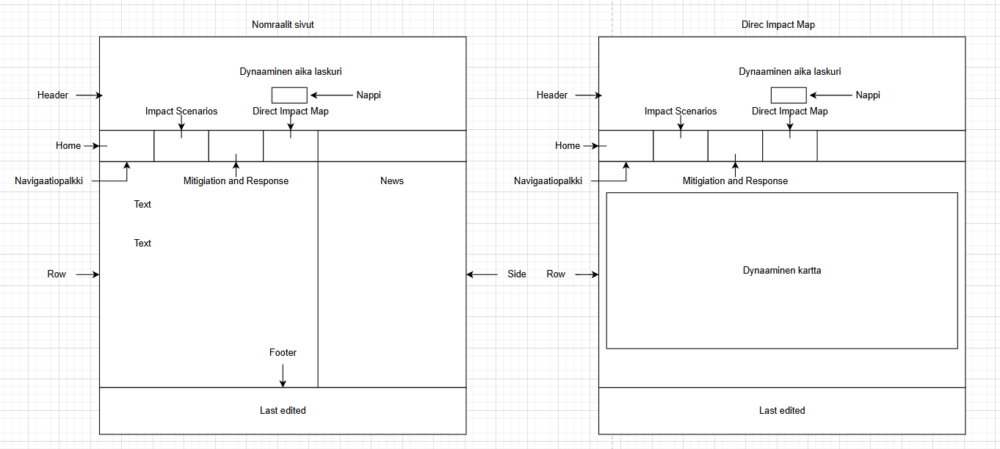 Nomraalit sivut
Dynaaminen aika laskuri
Header
Nappi
Impact Scenarios
Direct Impact Map
Home
Navigaatiopalkki
Mitigiation and Response
News
Text
Text
Row
Side
Footer
Last edited
Direc Impact Map
Dynaaminen aika laskuri
Header
Nappi
Impact Scenarios
Direct Impact Map
Home
Navigaatiopalkki
Mitigiation and Response
Row
Dynaaminen kartta
Last edited